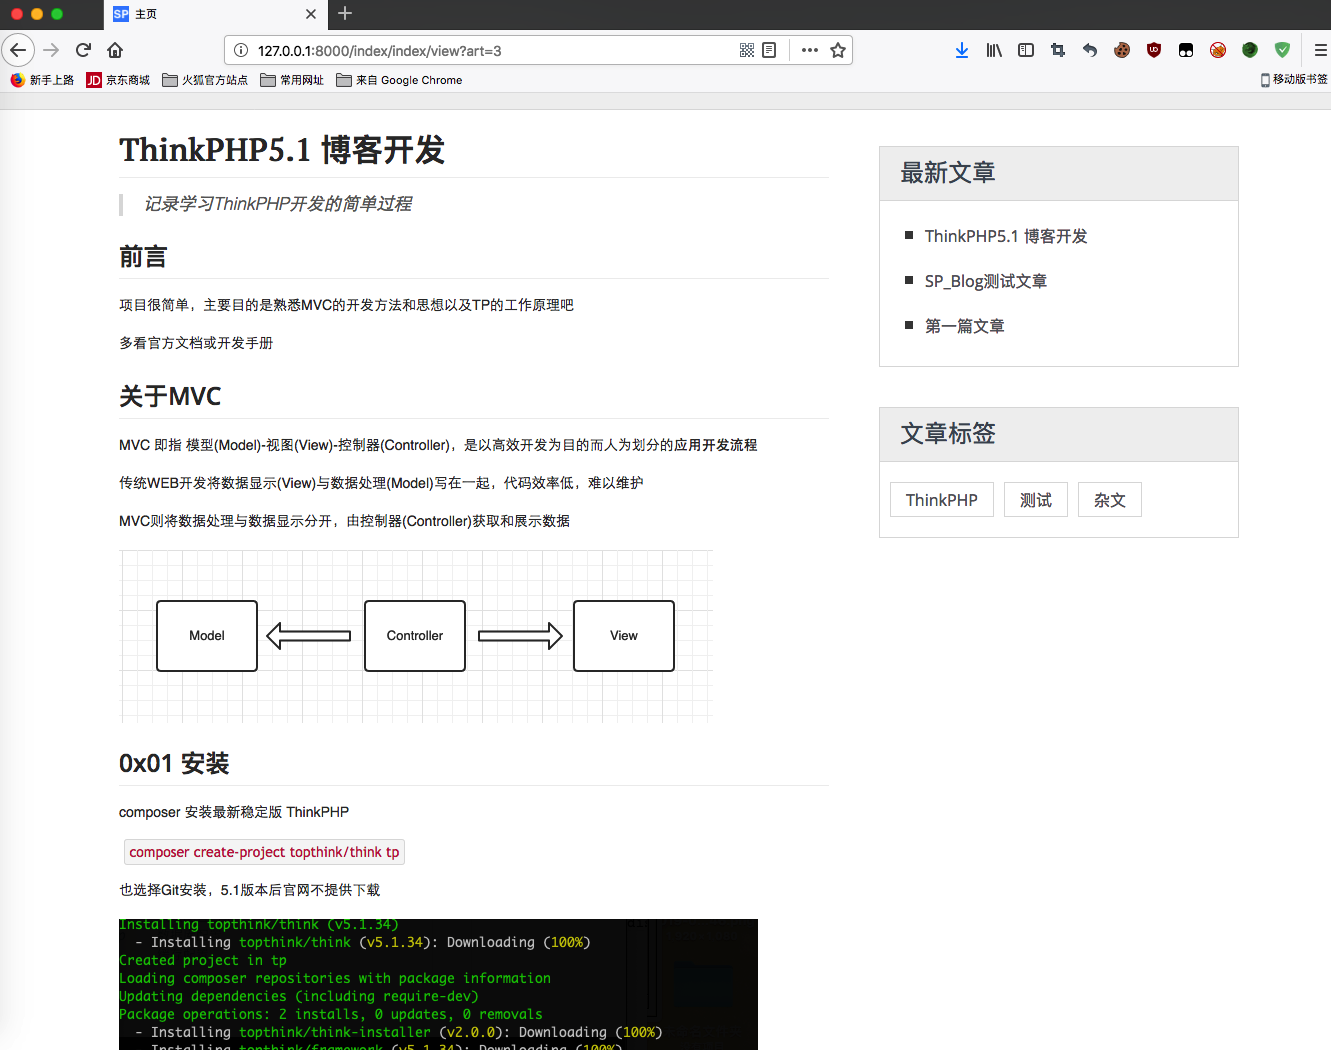 SP 主页
127.0.0.1:8000/index/index/view?art=3
新手上路 JD 京东商城 火狐官方站点 常用网址 来自 Google Chrome 移动版书签
ThinkPHP5.1 博客开发
记录学习ThinkPHP开发的简单过程
前言
项目很简单，主要目的是熟悉MVC的开发方法和思想以及TP的工作原理吧
多看官方文档或开发手册
关于MVC
MVC 即指 模型(Model)-视图(View)-控制器(Controller)，是以高效开发为目的而人为划分的应用开发流程
传统WEB开发将数据显示(View)与数据处理(Model)写在一起，代码效率低，难以维护
MVC则将数据处理与数据显示分开，由控制器(Controller)获取和展示数据
Model Controller View
0x01 安装
composer 安装最新稳定版 ThinkPHP
composer create-project topthink/think tp
也选择Git安装，5.1版本后官网不提供下载
Installing topthink/think (v5.1.34)
- Installing topthink/think (v5.1.34): Downloading (100%)
Created project in tp
Loading composer repositories with package information
Updating dependencies (including require-dev)
Package operations: 2 installs, 0 updates, 0 removals
- Installing topthink/think-installer (v2.0.0): Downloading (100%)
- Installing topthink/framework (v5.1.34): Downloading (100%)
最新文章
ThinkPHP5.1 博客开发
SP_Blog测试文章
第一篇文章
文章标签
ThinkPHP 测试 杂文